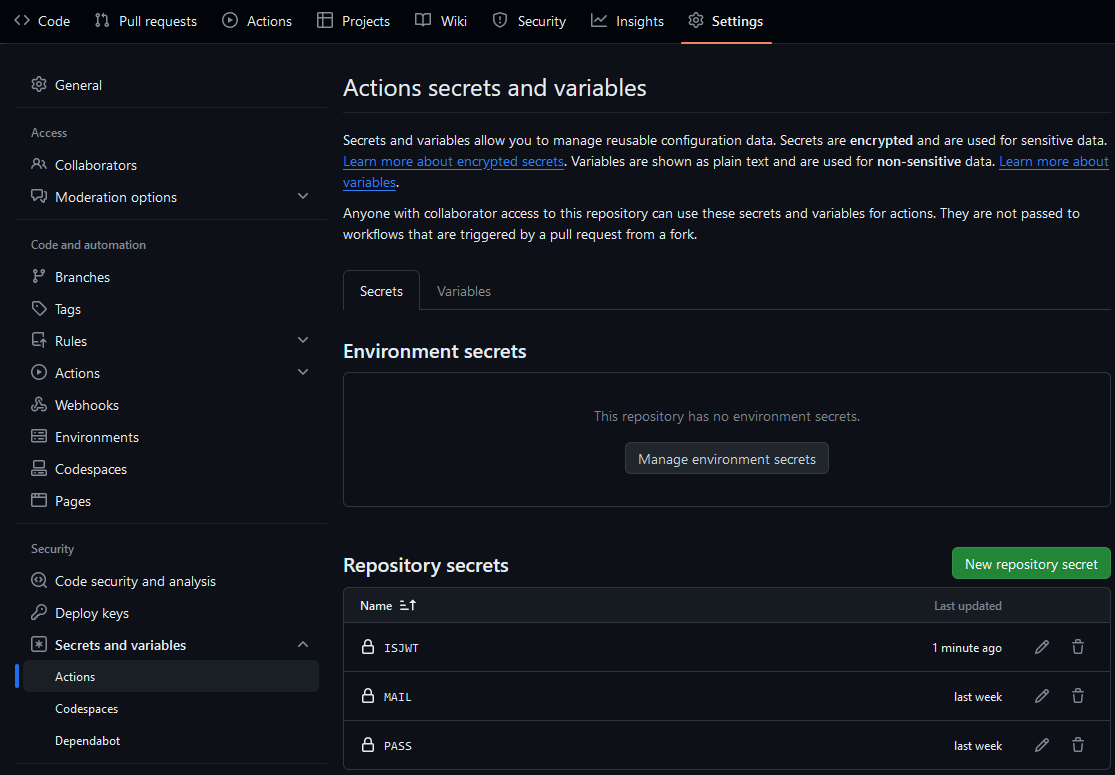 Code Pull requests Actions Projects Wiki Security Insights Settings
General
Access
Collaborators
Moderation options
Code and automation
Branches
Tags
Rules
Actions
Webhooks
Environments
Codespaces
Pages
Security
Code security and analysis
Deploy keys
Secrets and variables
Actions
Codespaces
Dependabot
Actions secrets and variables
Secrets and variables allow you to manage reusable configuration data. Secrets are encrypted and are used for sensitive data.
Learn more about encrypted secrets. Variables are shown as plain text and are used for non-sensitive data. Learn more about
variables.
Anyone with collaborator access to this repository can use these secrets and variables for actions. They are not passed to
workflows that are triggered by a pull request from a fork.
Secrets Variables
Environment secrets
This repository has no environment secrets.
Manage environment secrets
Repository secrets New repository secret
Name Last updated
ISJWT 1 minute ago
MAIL last week
PASS last week